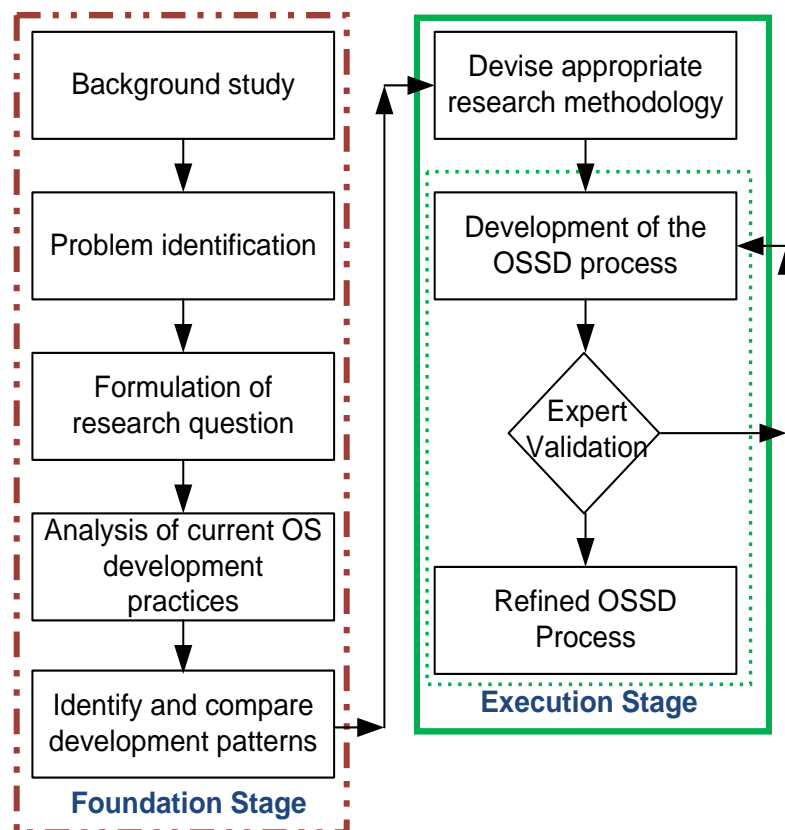 Background study
Problem identification
Formulation of
research question
Analysis of current OS
development
practices
Identify and compare
development patterns
Foundation Stage
Devise appropriate
research methodology
Development of the
OSSD process
Expert
Validation
Refined OSSD
Process
Execution Stage